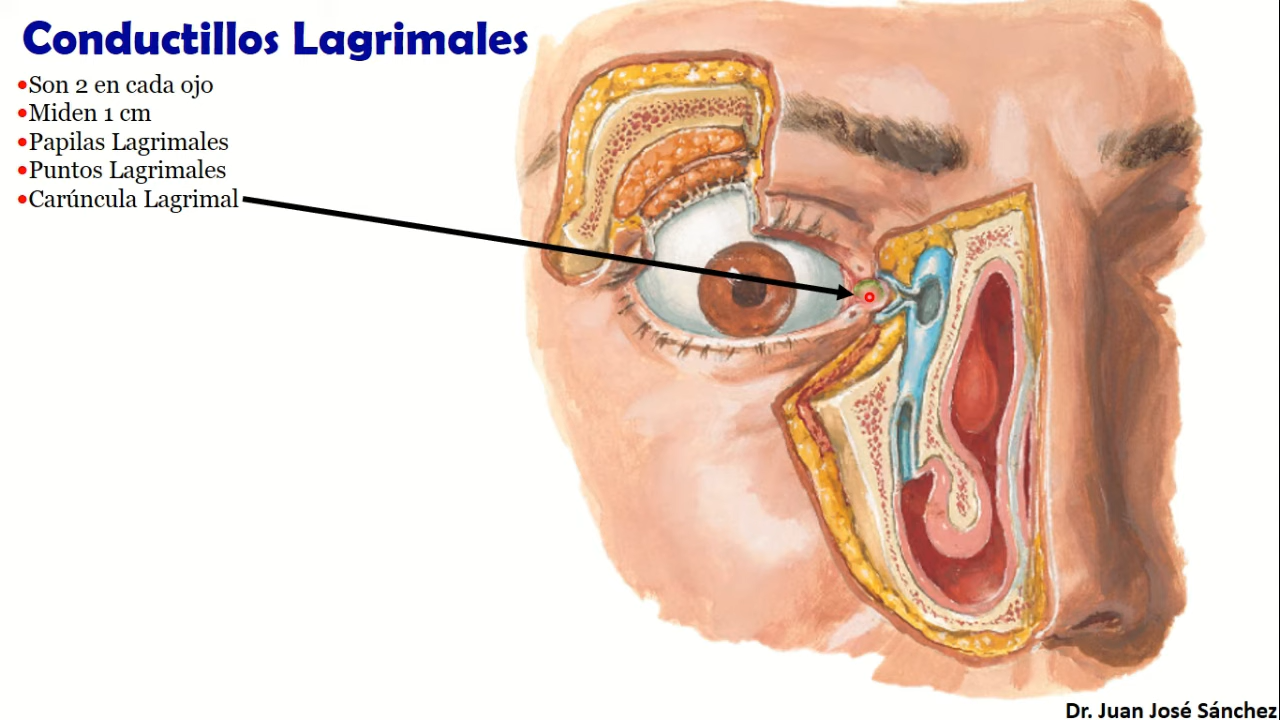 Conductillos Lagrimales
•Son 2 en cada ojo
•Miden 1 cm
•Papilas Lagrimales
•Puntos Lagrimales
•Carúncula Lagrimal
Dr. Juan José Sánchez